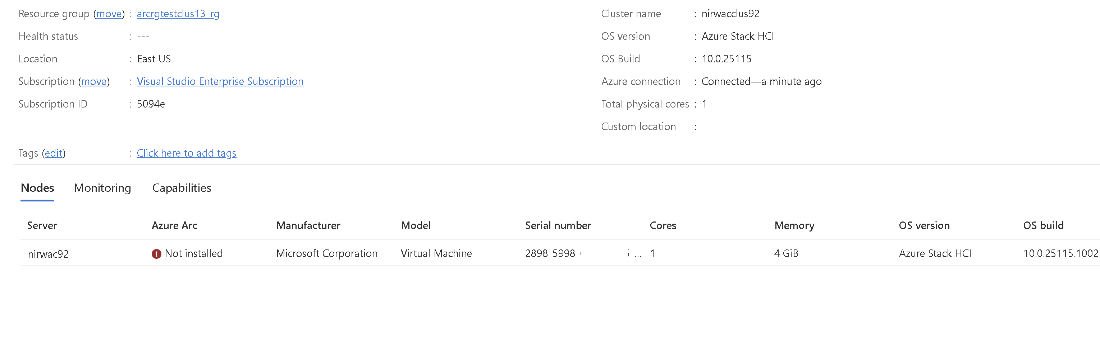 Resource group (move) : arcrgtestclus13_rg
Health status : ---
Location : East US
Subscription (move) : Visual Studio Enterprise Subscription
Subscription ID : 5094e
Cluster name : nirwacclus92
OS version : Azure Stack HCI
OS Build : 10.0.25115
Azure connection : Connected—a minute ago
Total physical cores : 1
Custom location :
Tags (edit) : Click here to add tags
Nodes Monitoring Capabilities
Server Azure Arc Manufacturer Model Serial number Cores Memory OS version OS build
nirwac92 Not installed Microsoft Corporation Virtual Machine 2898-5998 ... 1 4 GiB Azure Stack HCI 10.0.25115.1002